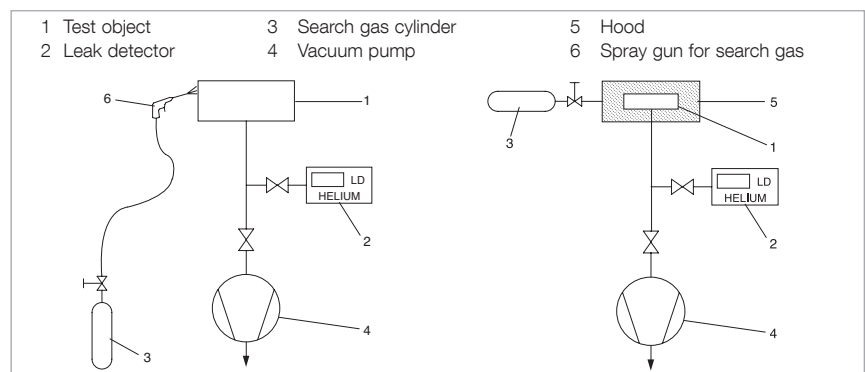 1 Test object 3 Search gas cylinder 5 Hood
2 Leak detector 4 Vacuum pump 6 Spray gun for search gas
6
1
LD
HELIUM
2
4
3
3
5
1
LD
HELIUM
2
4